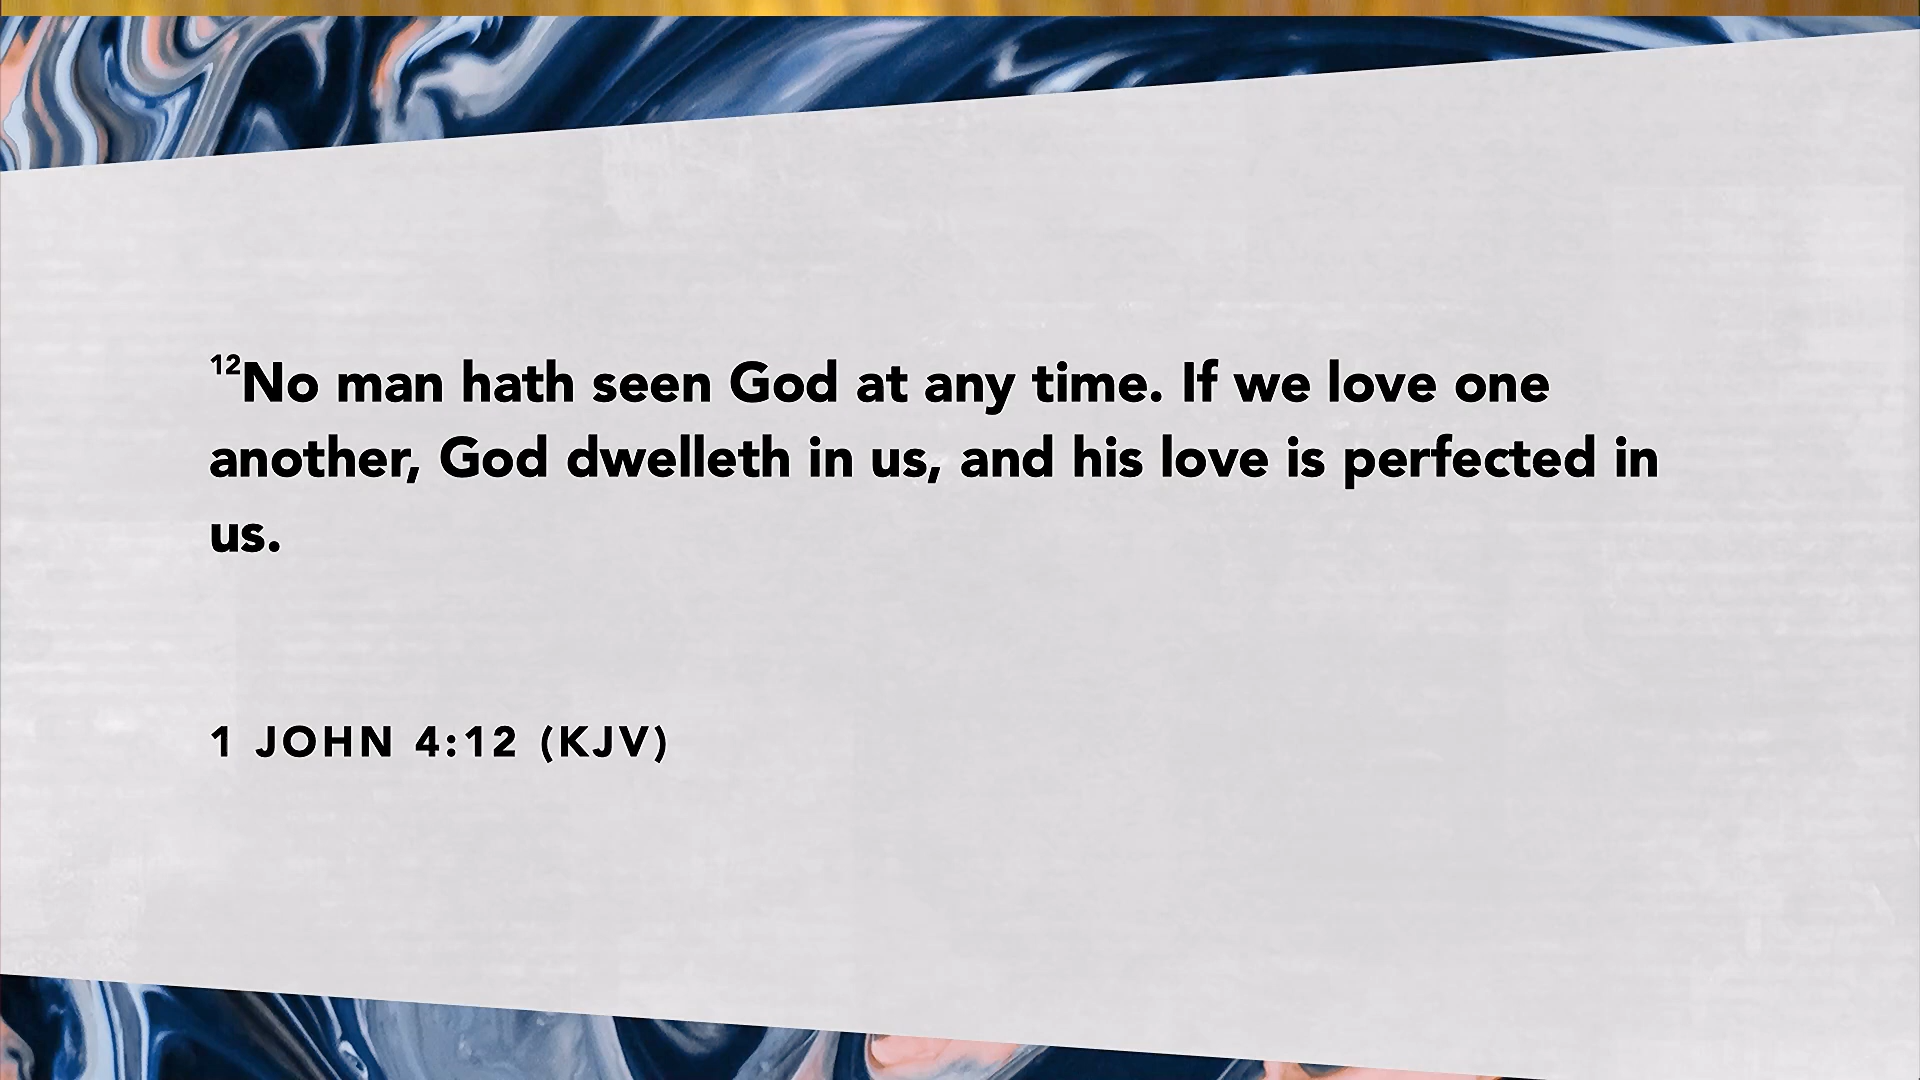 12No man hath seen God at any time. If we love one
another, God dwelleth in us, and his love is perfected in
us.
1 JOHN 4:12 (KJV)